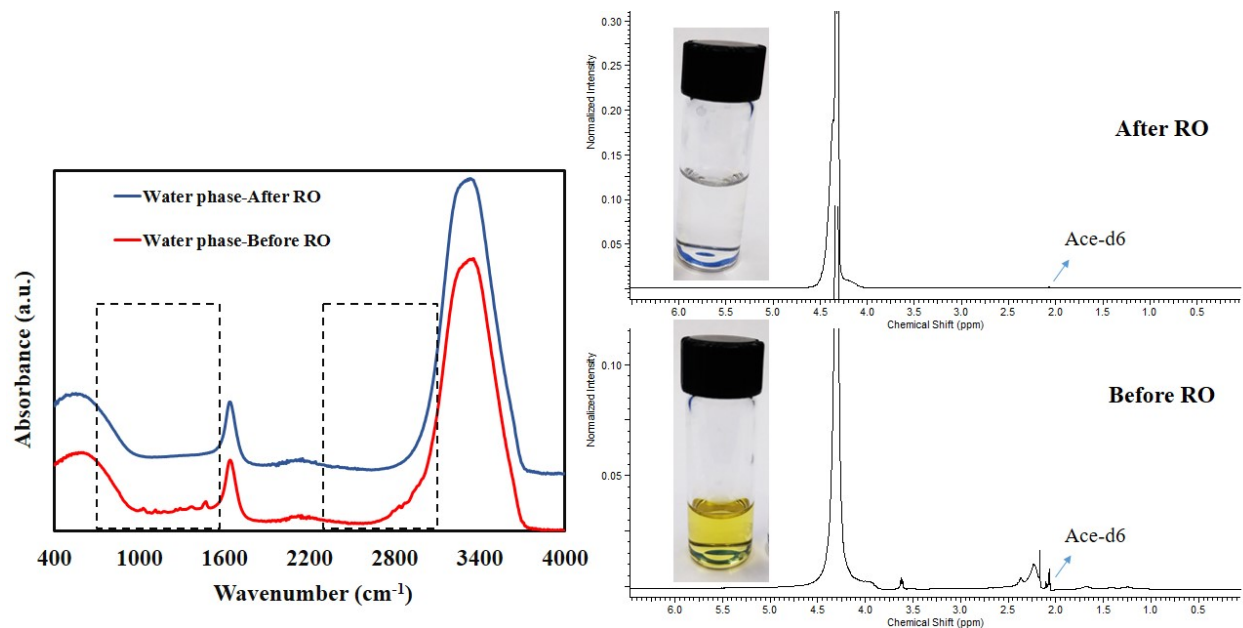 Water phase-After RO
Water phase-Before RO
Absorbance (a.u.)
400 1000 1600 2200 2800 3400 4000
Wavenumber (cm-1)
Normalized Intensity
0.30
0.25
0.20
0.15
0.10
0.05
After RO
Ace-d6
6.0 5.5 5.0 4.5 4.0 3.5 3.0 2.5 2.0 1.5 1.0 0.5
Chemical Shift (ppm)
Normalized Intensity
0.10
0.05
Before RO
Ace-d6
6.0 5.5 5.0 4.5 4.0 3.5 3.0 2.5 2.0 1.5 1.0 0.5
Chemical Shift (ppm)